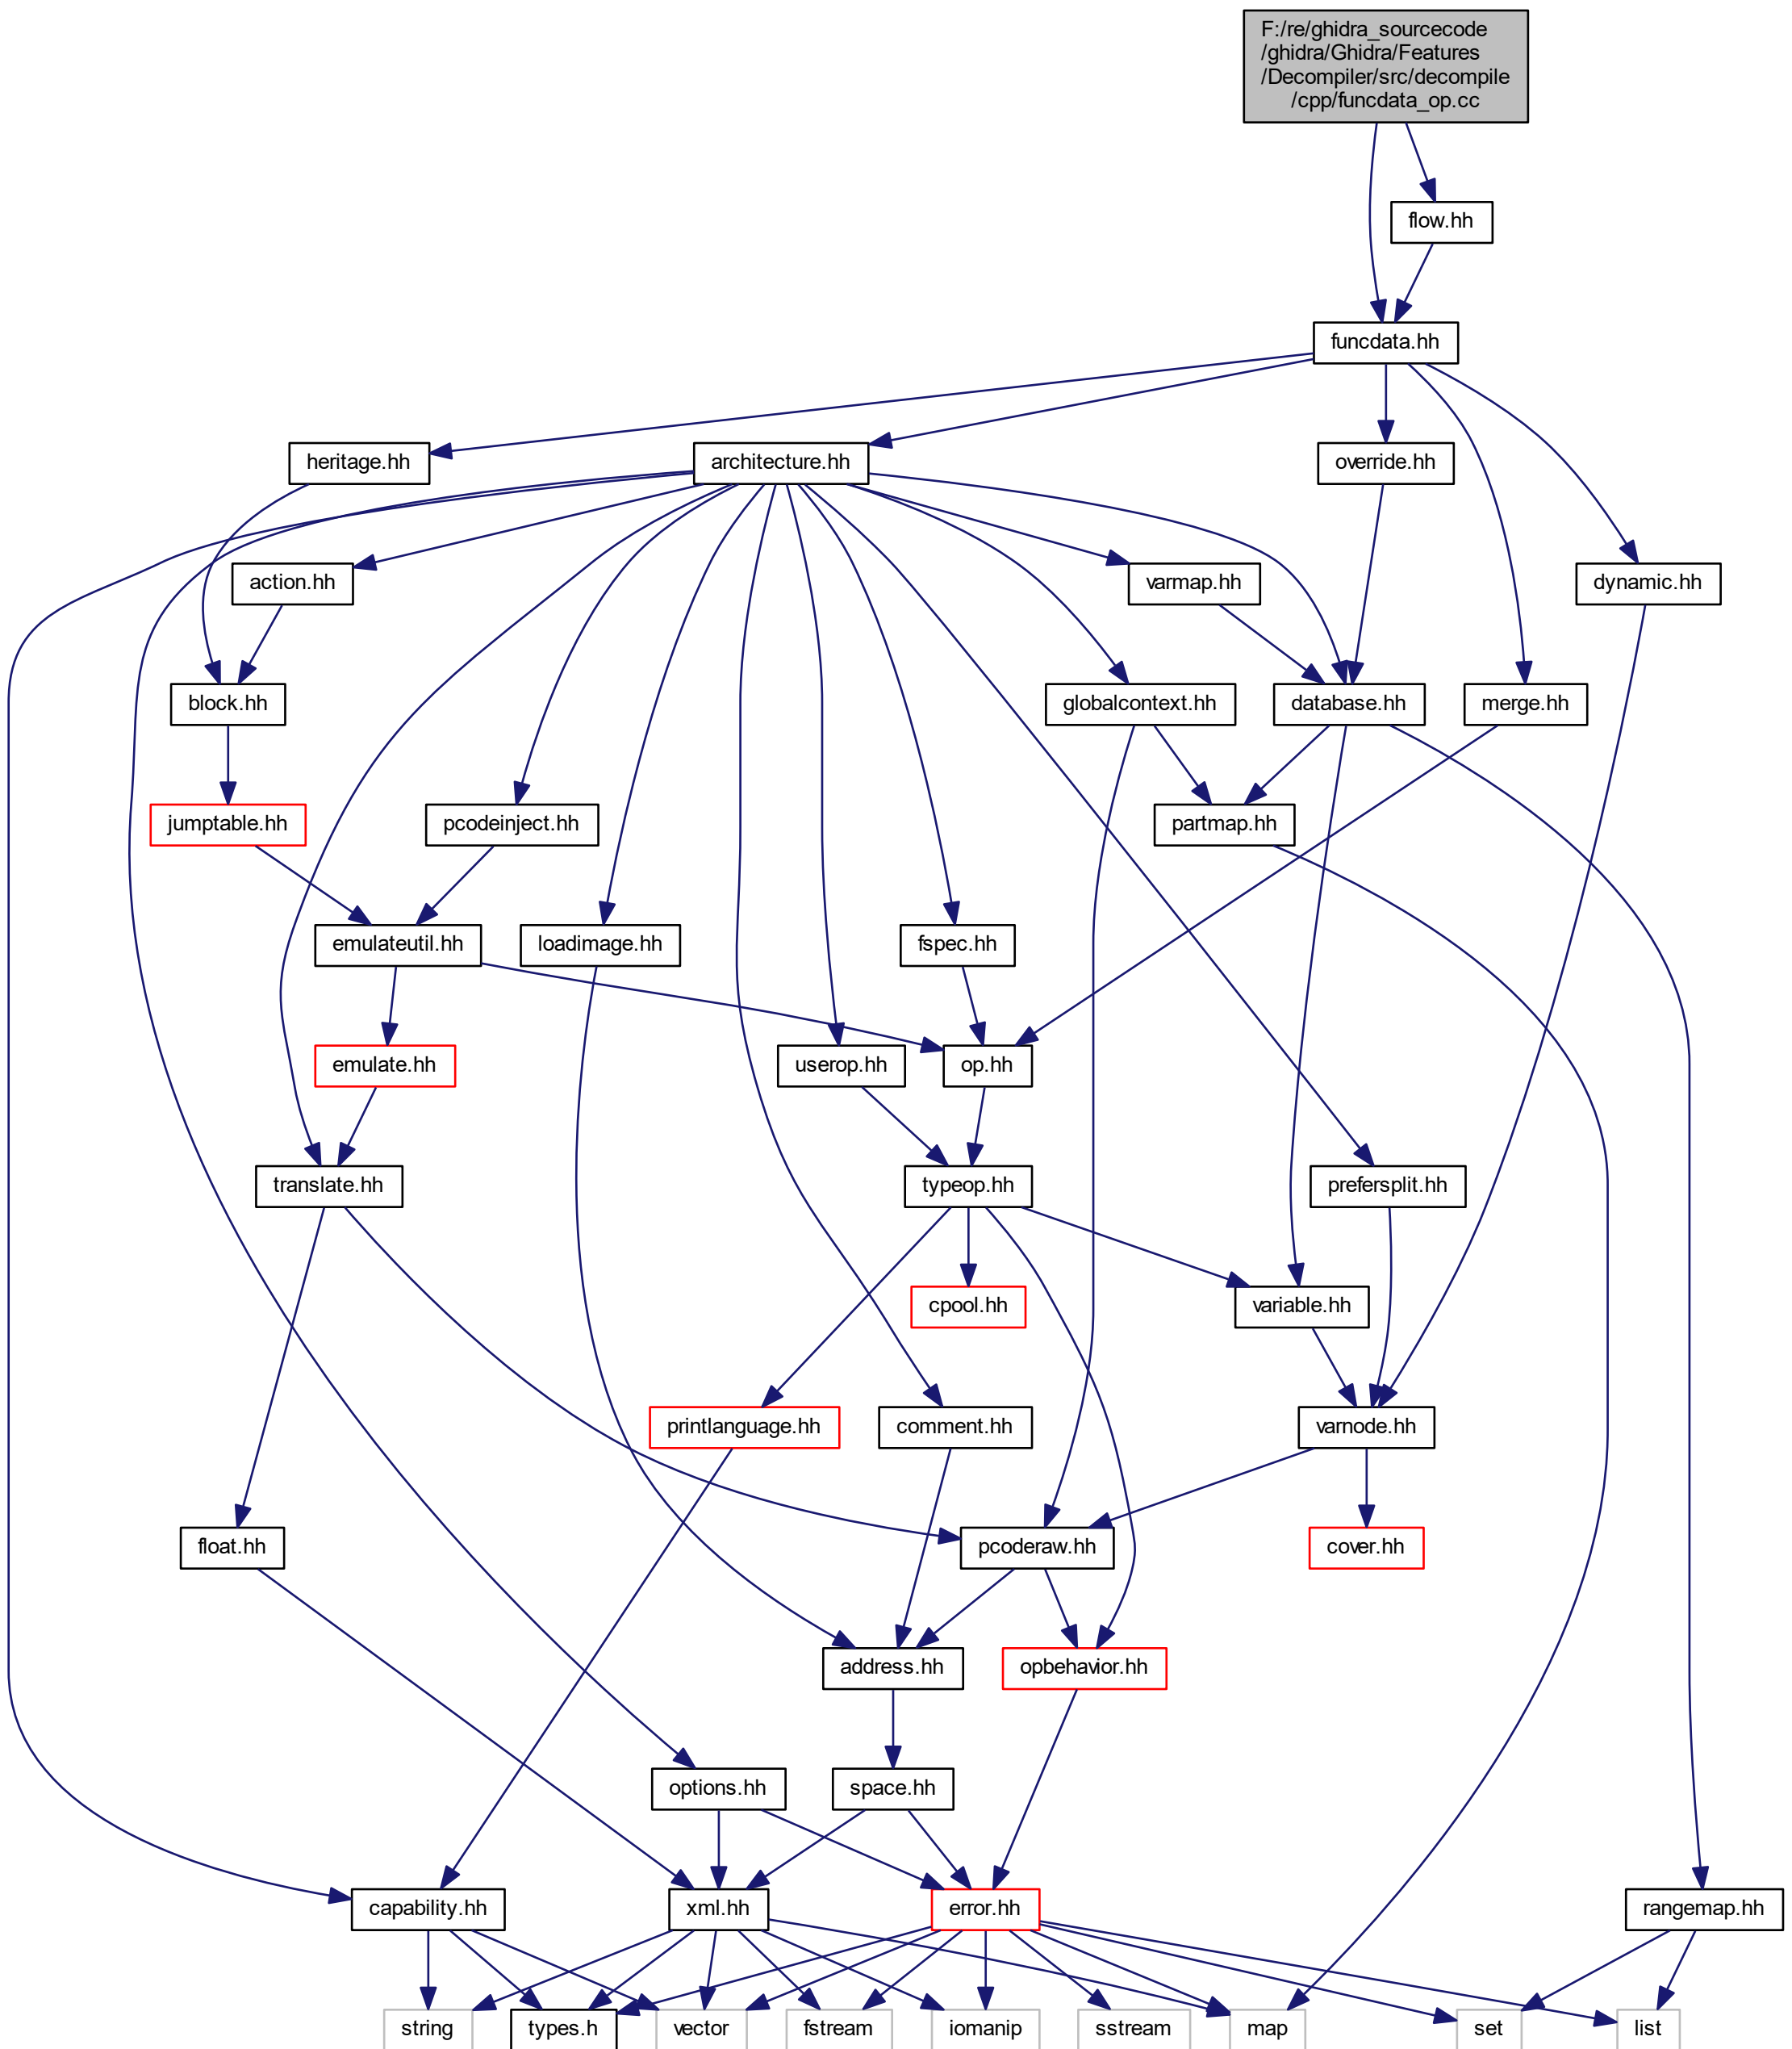 F:/re/ghidra_sourcecode
/ghidra/Ghidra/Features
/Decompiler/src/decompile
/cpp/funcdata_op.cc
flow.hh
funcdata.hh
heritage.hh
architecture.hh
override.hh
action.hh
varmap.hh
dynamic.hh
block.hh
globalcontext.hh
database.hh
merge.hh
jumptable.hh
pcodeinject.hh
partmap.hh
emulateutil.hh
loadimage.hh
fspec.hh
emulate.hh
userop.hh
op.hh
translate.hh
typeop.hh
prefersplit.hh
cpool.hh
variable.hh
printlanguage.hh
comment.hh
varnode.hh
float.hh
pcoderaw.hh
cover.hh
address.hh
opbehavior.hh
options.hh
space.hh
capability.hh
xml.hh
error.hh
rangemap.hh
string
types.h
vector
fstream
iomanip
sstream
map
set
list